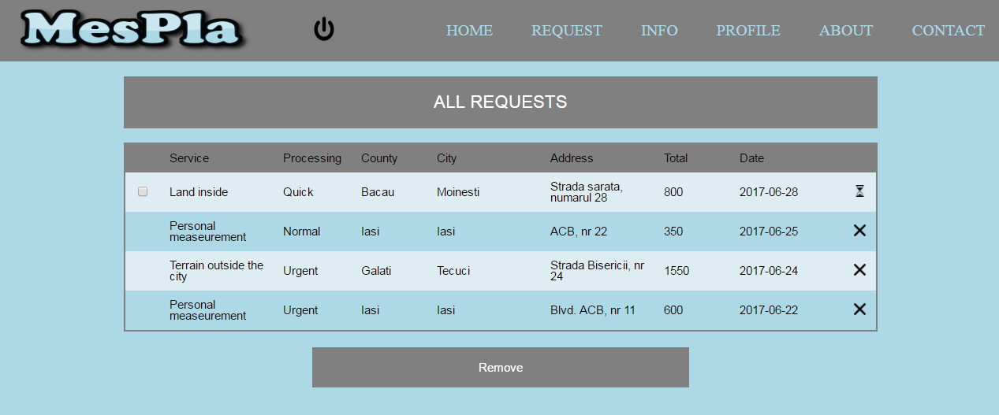 MesPla HOME REQUEST INFO PROFILE ABOUT CONTACT
ALL REQUESTS
Service Processing County City Address Total Date
Land inside Quick Bacau Moinesti Strada sarata, numarul 28 800 2017-06-28
Personal measeurement Normal Iasi Iasi ACB, nr 22 350 2017-06-25
Terrain outside the city Urgent Galati Tecuci Strada Bisericii, nr 24 1550 2017-06-24
Personal measeurement Urgent Iasi Iasi Blvd. ACB, nr 11 600 2017-06-22
Remove